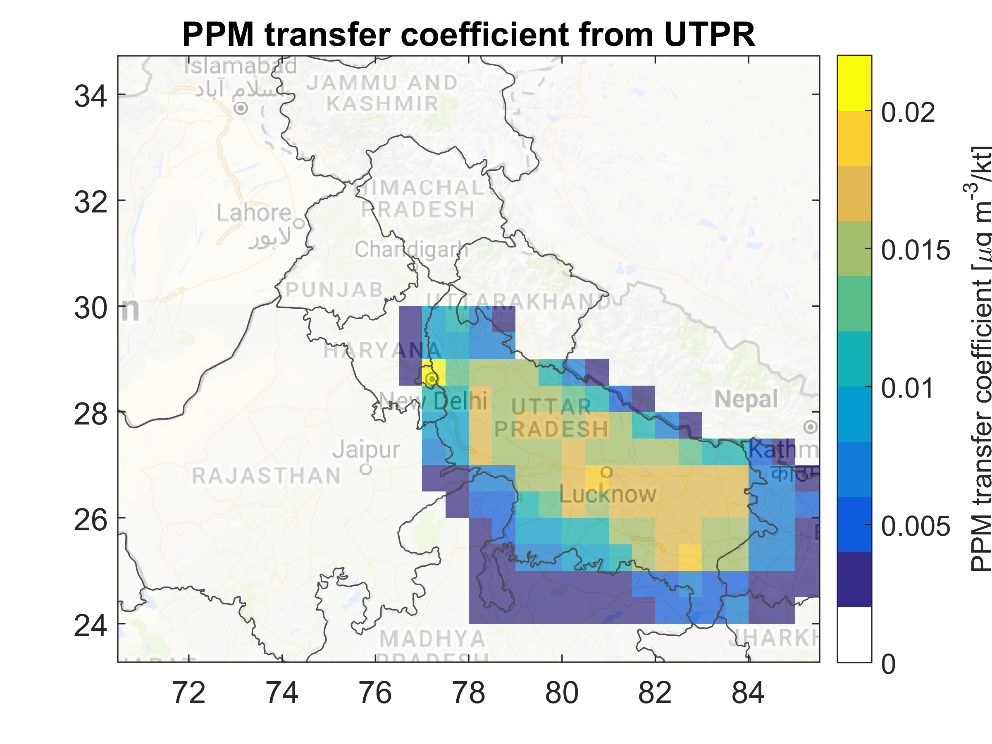 PPM transfer coefficient from UTPR
Islamabad
اسلام آباد
JAMMU AND
KASHMIR
HIMACHAL
PRADESH
Lahore
لاہور
Chandigarh
PUNJAB
UTTARAKHAND
n
HARYANA
New Delhi
UTTAR
PRADESH
Nepal
Jaipur
Kathm
RAJASTHAN
Lucknow
MADHYA
PRADESH
JHARKH
34
32
30
28
26
24
72
74
76
78
80
82
84
0.02
0.015
0.01
0.005
0
PPM transfer coefficient [μg m⁻³/kt]